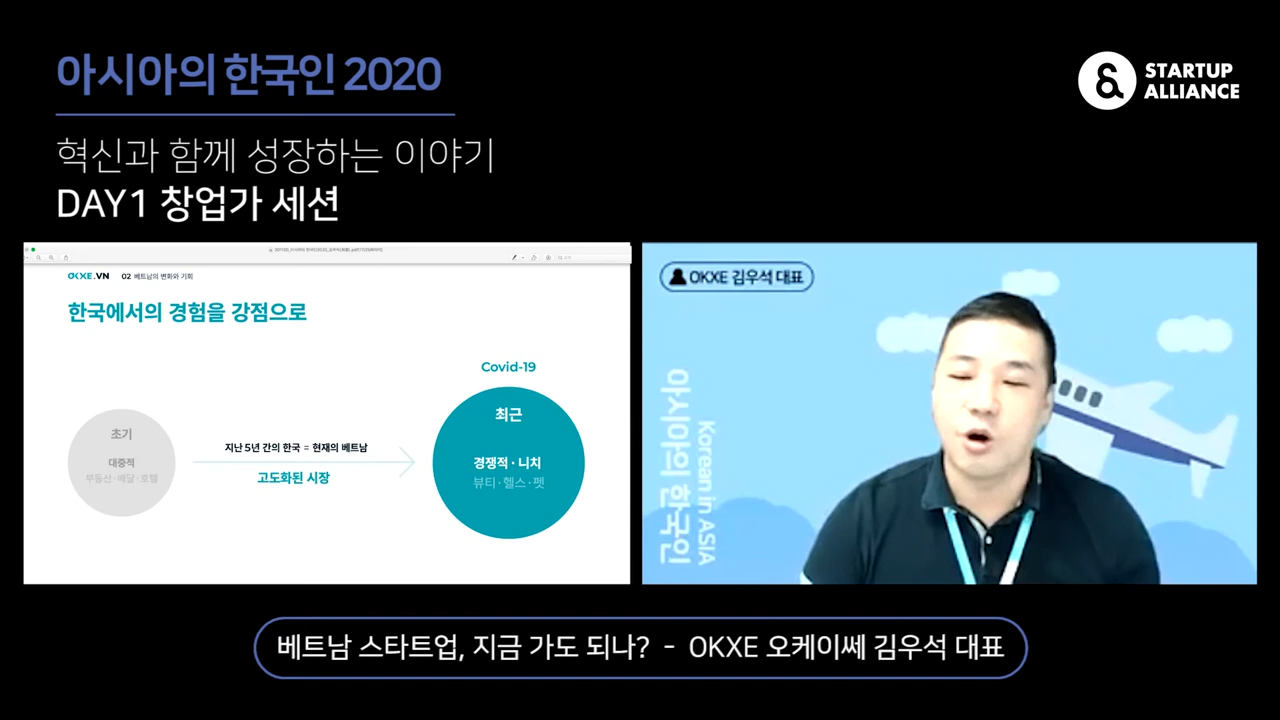 아시아의 한국인 2020
STARTUP
ALLIANCE
혁신과 함께 성장하는 이야기
DAY1 창업가 세션
OKXE.VN 02 베트남의 변화와 기회
한국에서의 경험을 강점으로
Covid-19
초기
대중적
부동산·배달·호텔
지난 5년 간의 한국 = 현재의 베트남
고도화된 시장
최근
경쟁적·니치
뷰티·헬스·펫
OKXE 김우석 대표
아시아의 한국인
Korean in ASIA
베트남 스타트업, 지금 가도 되나? - OKXE 오케이쎄 김우석 대표